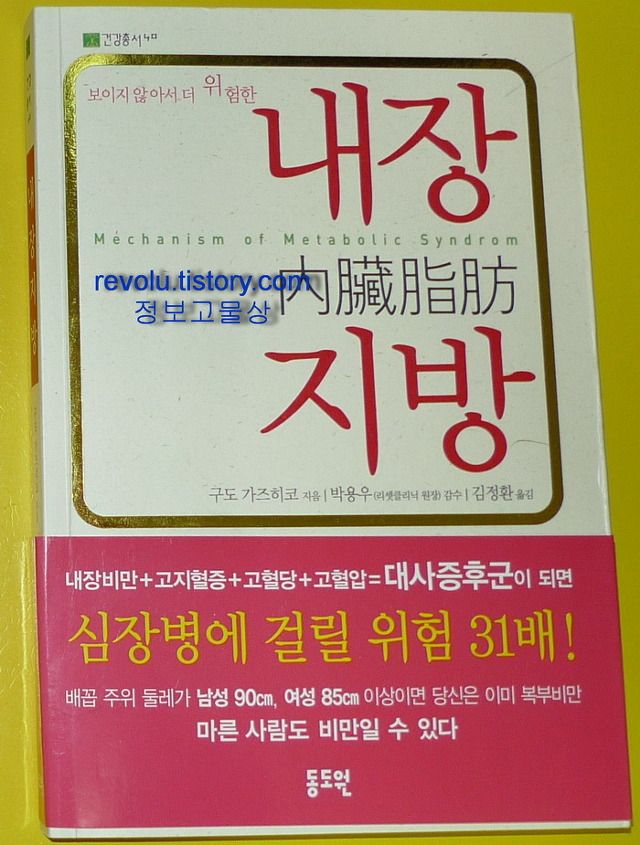 건강총서
보이지 않아서 더 위험한
내장
Mechanism of Metabolic Syndrom
revolu.tistory.com
內臟脂肪
정보고물상
지방
구도 가즈히코 지음 | 박용우(리셋클리닉 원장) 감수 | 김정환 옮김
내장비만+고지혈증+고혈당+고혈압=대사증후군이 되면
심장병에 걸릴 위험 31배!
배꼽 주위 둘레가 남성 90cm, 여성 85cm 이상이면 당신은 이미 복부비만
마른 사람도 비만일 수 있다
동도원
내장지방